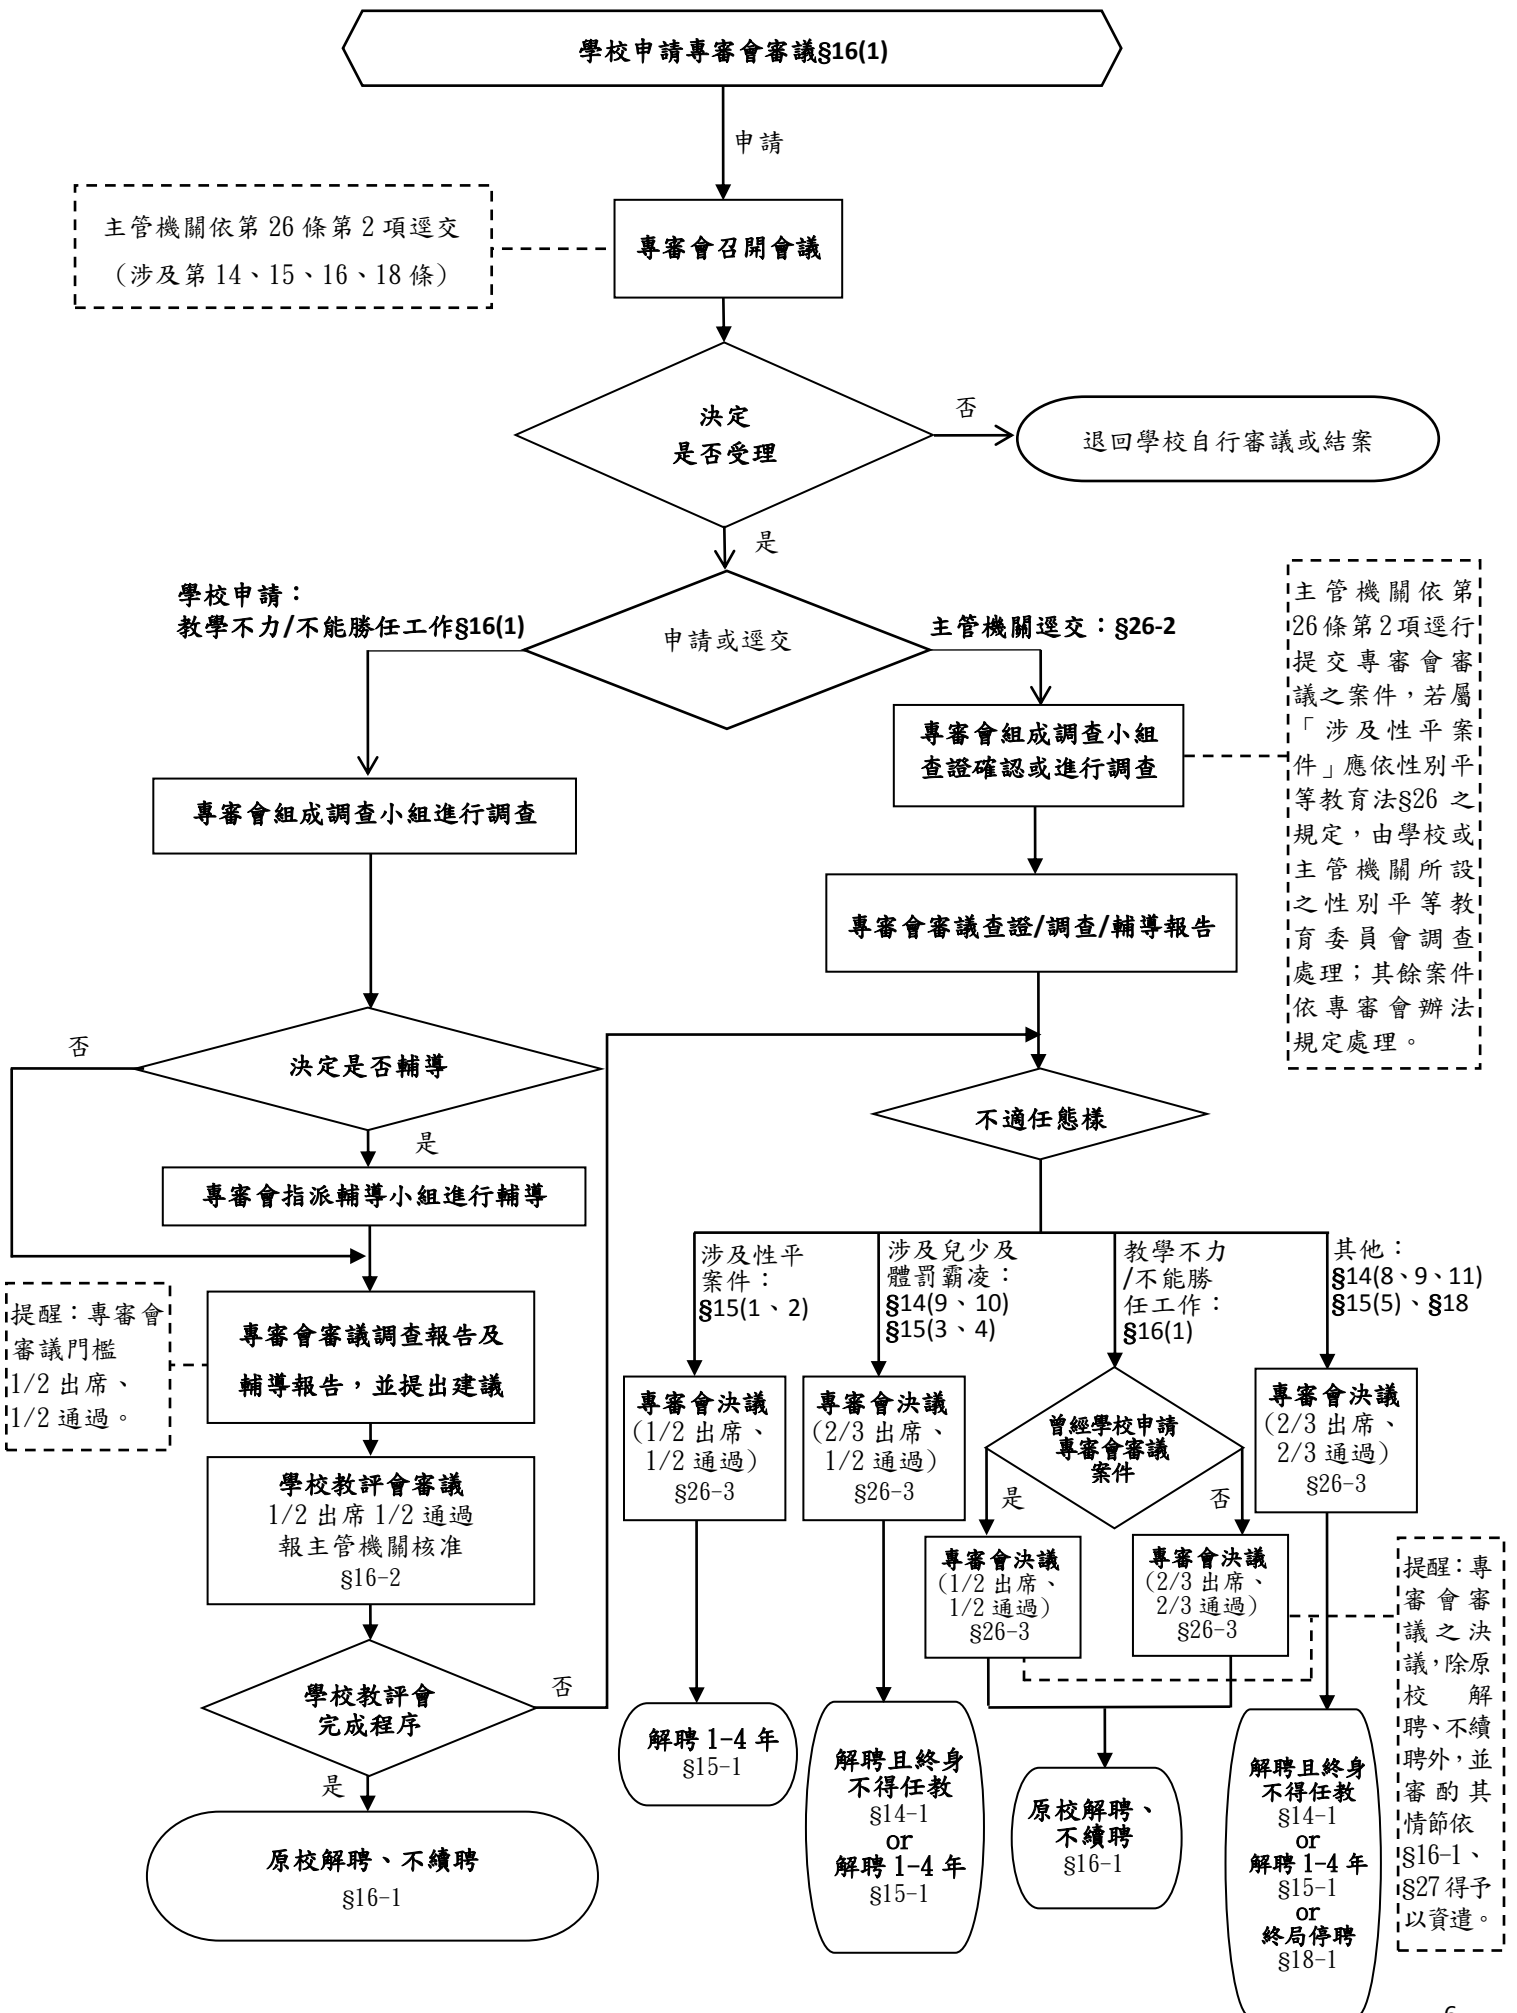 學校申請專審會審議§16(1)
申請
主管機關依第 26 條第 2 項逕交
（涉及第 14、15、16、18 條）
專審會召開會議
決定
是否受理
否
退回學校自行審議或結案
是
學校申請：
教學不力/不能勝任工作§16(1)
申請或逕交
主管機關逕交：§26-2
主管機關依第
26條第2項逕行
提交專審會審
議之案件，若屬
「涉及性平案
件」應依性別平
等教育法§26 之
規定，由學校或
主管機關所設
之性別平等教
育委員會調查
處理；其餘案件
依專審會辦法
規定處理。
專審會組成調查小組
查證確認或進行調查
專審會組成調查小組進行調查
專審會審議查證/調查/輔導報告
否
決定是否輔導
是
不適任態樣
專審會指派輔導小組進行輔導
涉及性平
案件：
§15(1、2)
涉及兒少及
體罰霸凌：
§14(9、10)
§15(3、4)
教學不力
/不能勝
任工作：
§16(1)
其他：
§14(8、9、11)
§15(5)、§18
提醒：專審會
審議門檻
1/2 出席、
1/2 通過。
專審會審議調查報告及
輔導報告，並提出建議
專審會決議
(1/2 出席、
1/2 通過)
§26-3
專審會決議
(2/3 出席、
1/2 通過)
§26-3
曾經學校申請
專審會審議
案件
專審會決議
(2/3 出席、
2/3 通過)
§26-3
學校教評會審議
1/2 出席 1/2 通過
報主管機關核准
§16-2
是
否
專審會決議
(1/2 出席、
1/2 通過)
§26-3
專審會決議
(2/3 出席、
2/3 通過)
§26-3
提醒：專
審會審
議之決
議，除原
校解
聘、不續
聘外，並
審酌其
情節依
§16-1、
§27得予
以資遣。
學校教評會
完成程序
否
是
解聘 1-4 年
§15-1
解聘且終身
不得任教
§14-1
or
解聘 1-4 年
§15-1
原校解聘、
不續聘
§16-1
解聘且終身
不得任教
§14-1
or
解聘 1-4 年
§15-1
or
終局停聘
§18-1
原校解聘、不續聘
§16-1